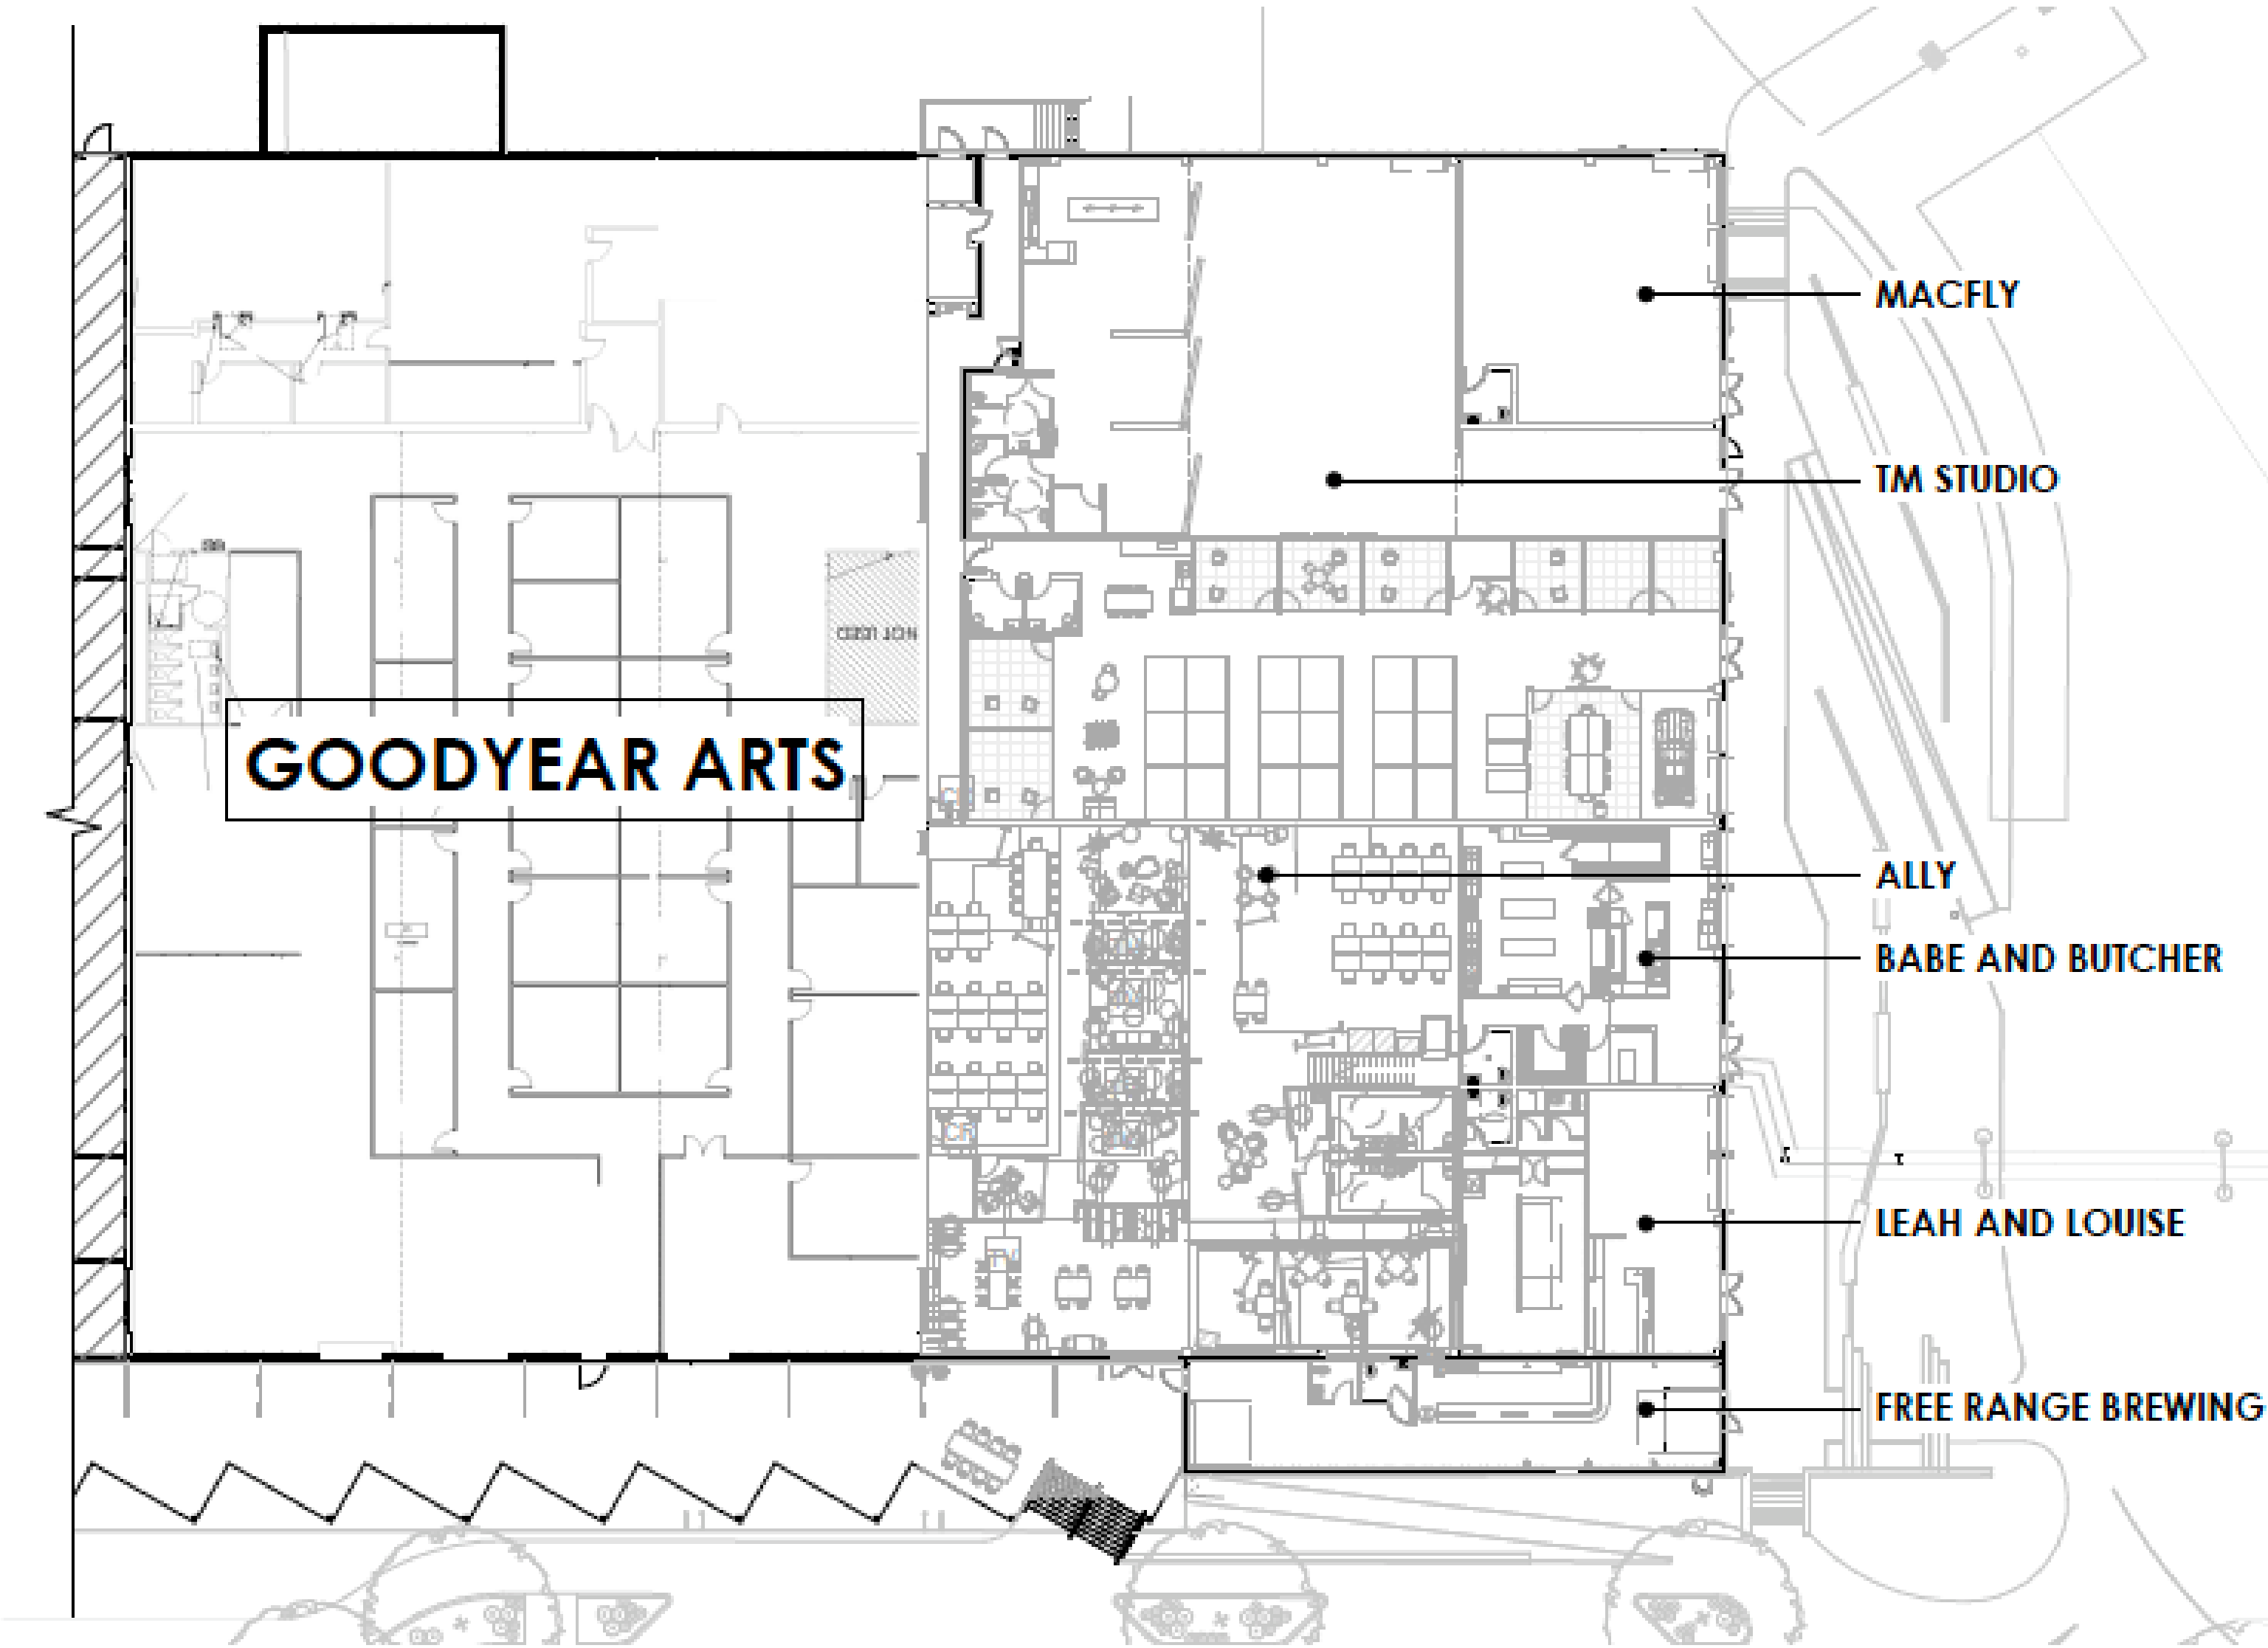 MACFLY
TM STUDIO
GOODYEAR ARTS
ALLY
BABE AND BUTCHER
LEAH AND LOUISE
FREE RANGE BREWING